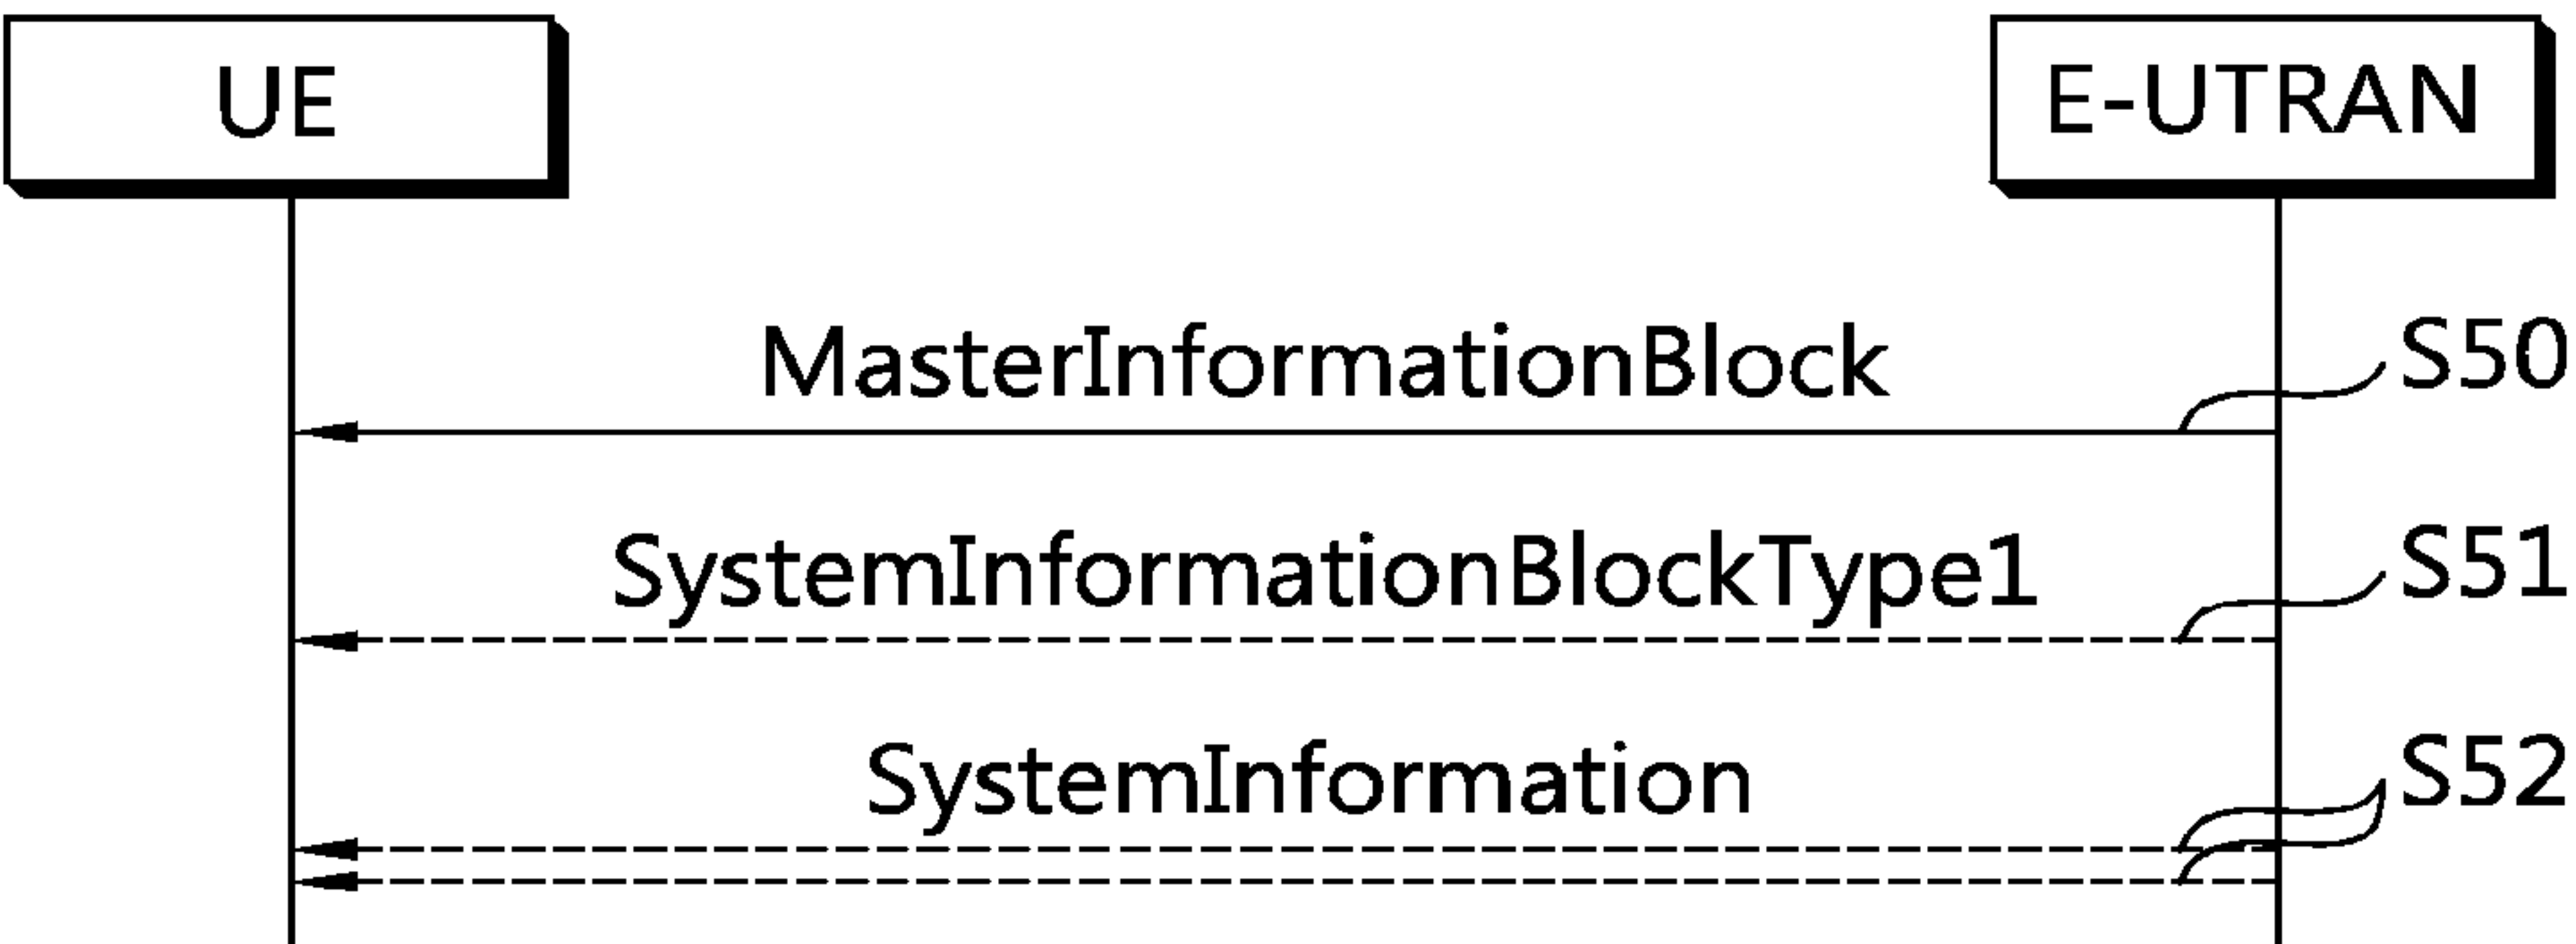 UE
E-UTRAN
MasterInformationBlock
S50
SystemInformationBlockType1
S51
SystemInformation
S52